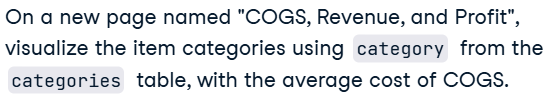 On a new page named "COGS, Revenue, and Profit",
visualize the item categories using category from the
categories table, with the average cost of COGS.